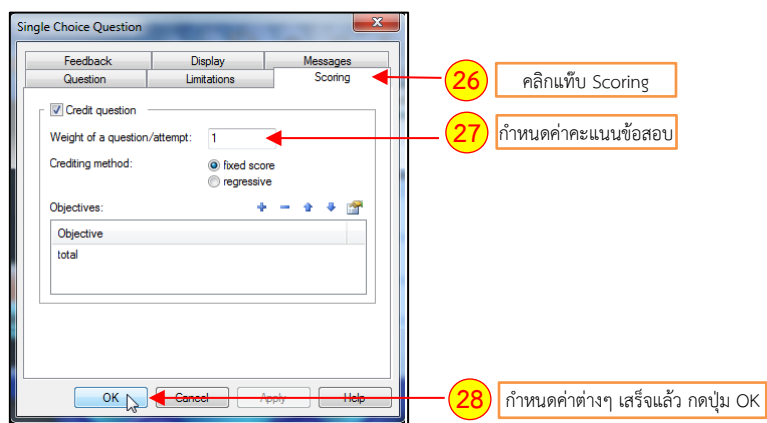 Single Choice Question
Feedback Display Messages
Question Limitations Scoring
26 คลิกแท๊บ Scoring
Credit question
Weight of a question/attempt: 1
27 กำหนดค่าคะแนนข้อสอบ
Crediting method: fixed score
regressive
Objectives:
Objective
total
OK Cancel Apply Help
28 กำหนดค่าต่างๆ เสร็จแล้ว กดปุ่ม OK